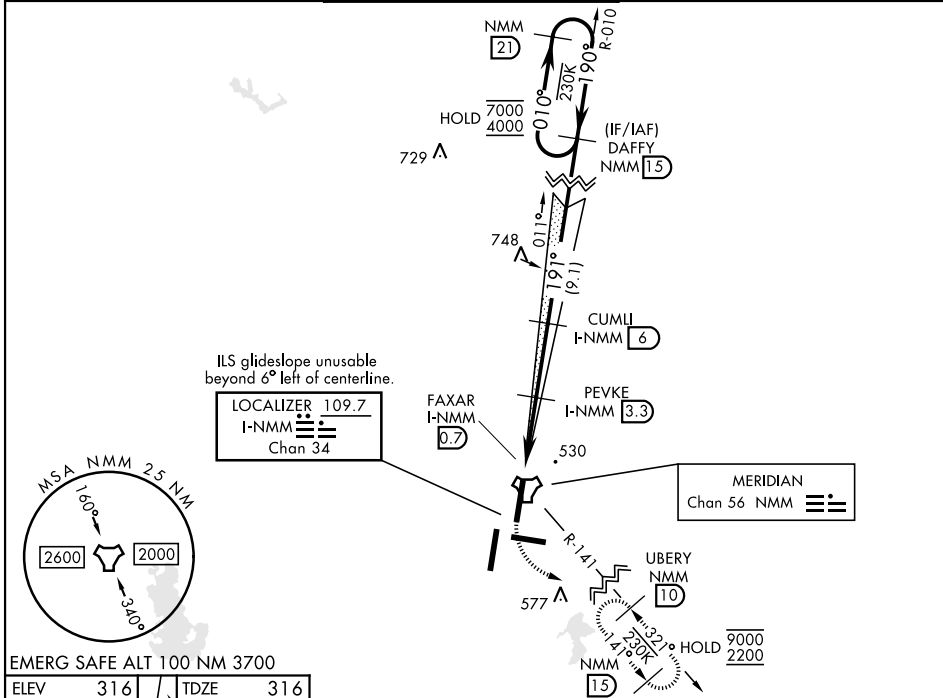 NMM
21
R-010
190°
230K
010°
HOLD 7000
4000
(IF/IAF)
DAFFY
NMM 15
729
011°
748
191°
(9.1)
CUMLI
I-NMM 6
ILS glideslope unusable
beyond 6° left of centerline.
LOCALIZER 109.7
I-NMM
Chan 34
FAXAR
I-NMM
0.7
PEVKE
I-NMM 3.3
530
MERIDIAN
Chan 56 NMM
MSA NMM 25 NM
160°
2600
2000
340°
R-141
UBERY
NMM
10
577
321°
230K
141°
HOLD 9000
2200
NMM
15
EMERG SAFE ALT 100 NM 3700
ELEV 316
TDZE 316